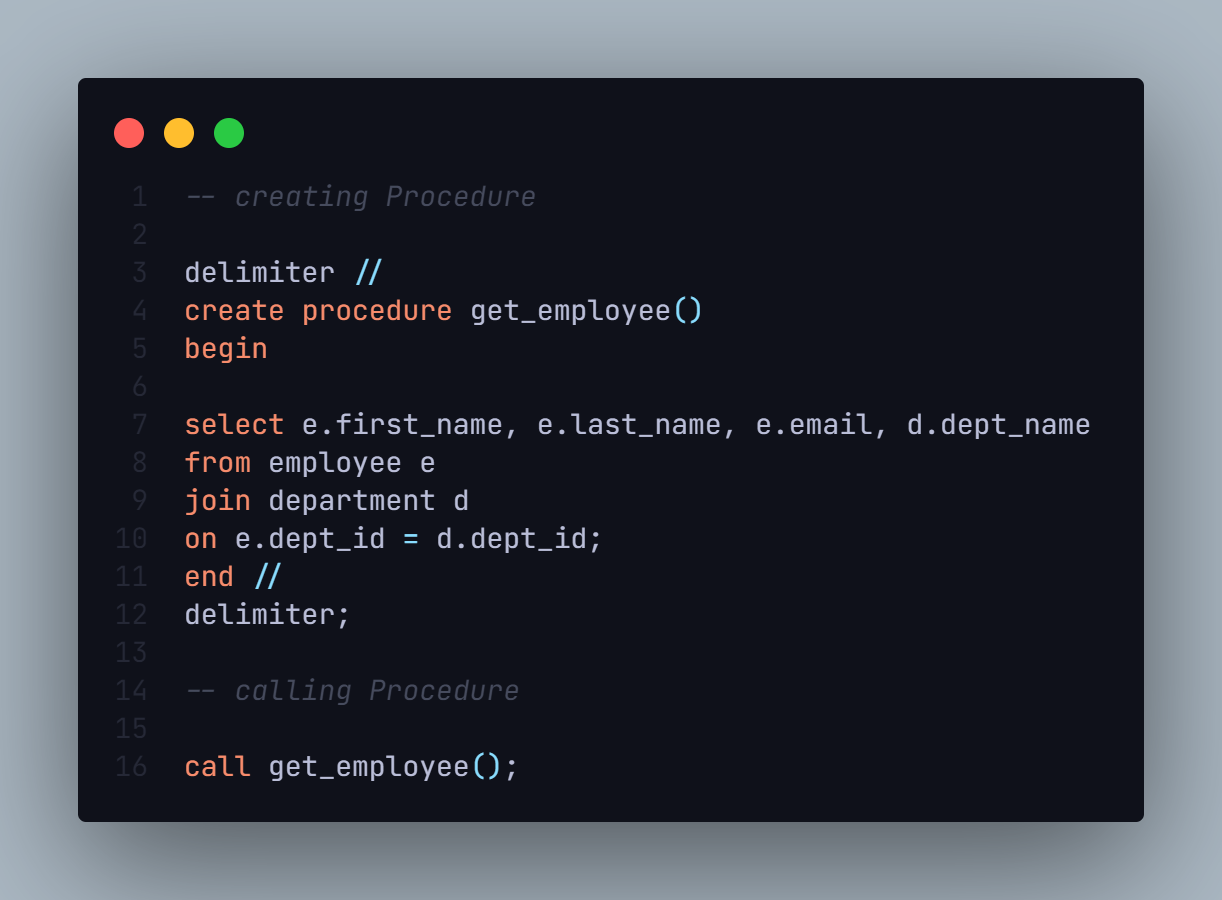 1 -- creating Procedure
2
3 delimiter //
4 create procedure get_employee()
5 begin
6
7 select e.first_name, e.last_name, e.email, d.dept_name
8 from employee e
9 join department d
10 on e.dept_id = d.dept_id;
11 end //
12 delimiter;
13
14 -- calling Procedure
15
16 call get_employee();